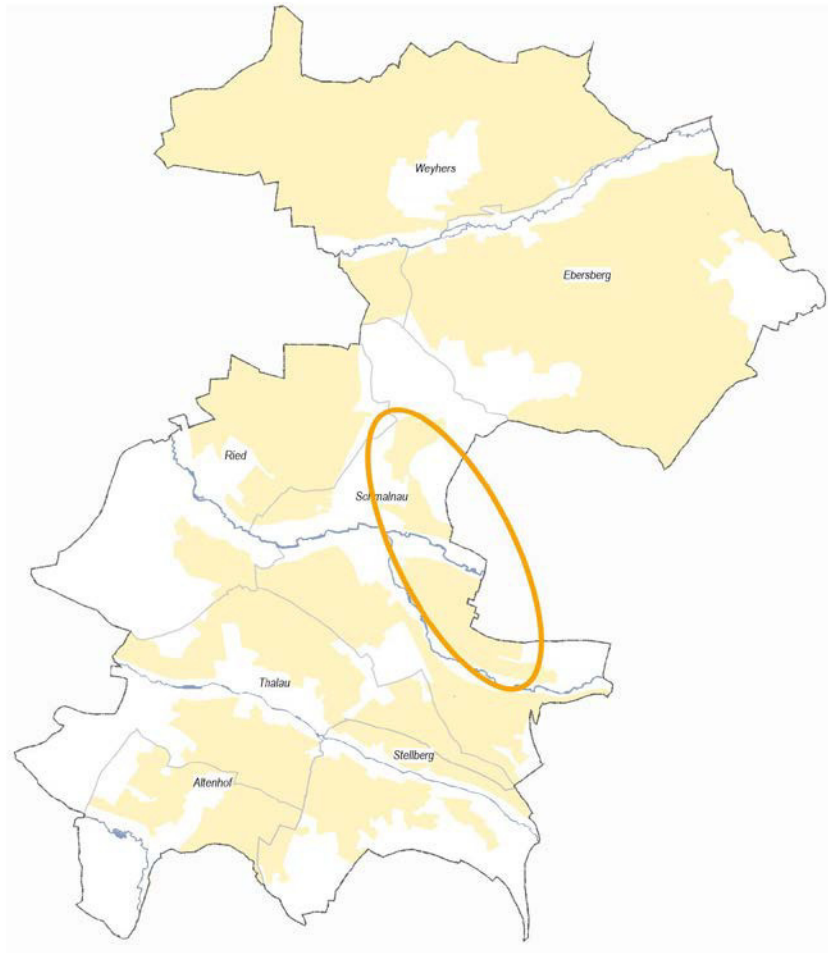 Weyhers
Ebersberg
Ried
Schmalnau
Thalau
Stellberg
Altenhof